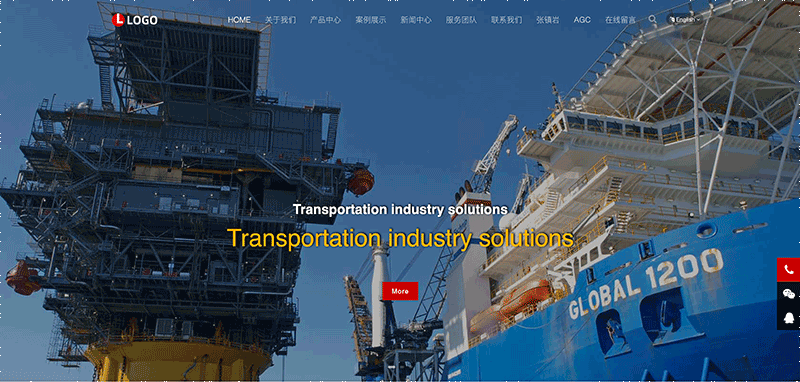 L LOGO
HOME 关于我们 产品中心 案例展示 新闻中心 服务团队 联系我们 张镇岩 AGC 在线留言 English
Transportation industry solutions
Transportation industry solutions
More
GLOBAL 1200